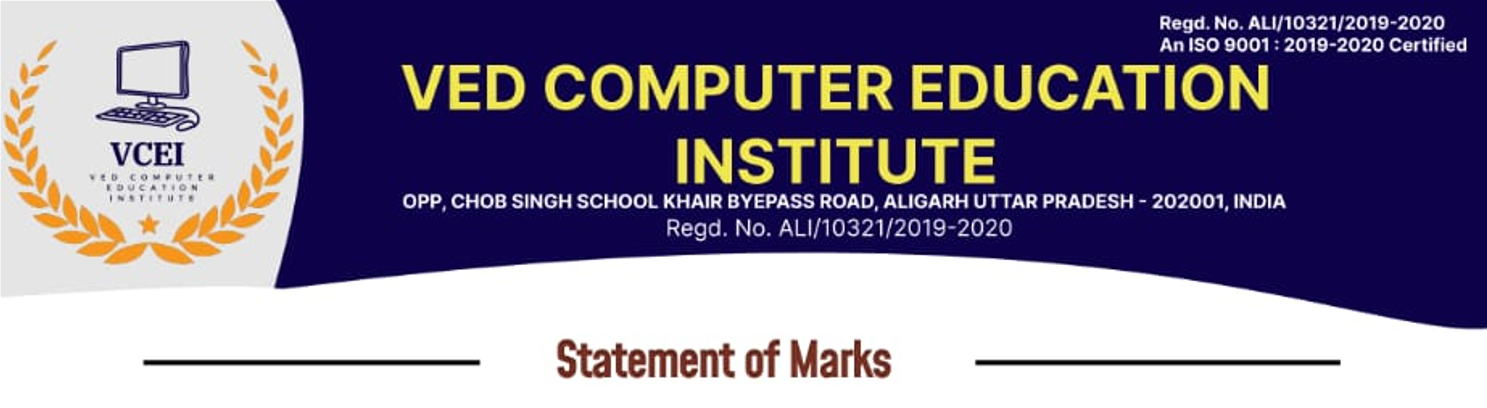 Regd. No. ALI/10321/2019-2020
An ISO 9001 : 2019-2020 Certified
VED COMPUTER EDUCATION
INSTITUTE
OPP, CHOB SINGH SCHOOL KHAIR BYEPASS ROAD, ALIGARH UTTAR PRADESH - 202001, INDIA
Regd. No. ALI/10321/2019-2020
VCEI
VED COMPUTER
EDUCATION
INSTITUTE
Statement of Marks